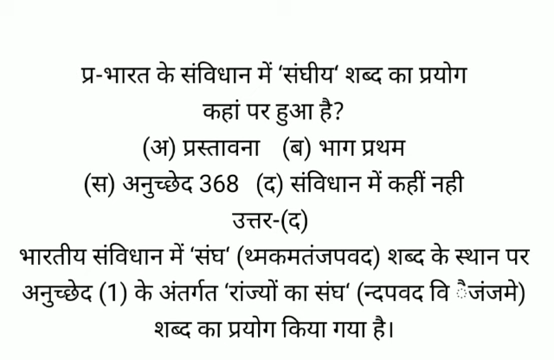 प्र-भारत के संविधान में ‘संघीय‘ शब्द का प्रयोग
कहां पर हुआ है?
(अ) प्रस्तावना (ब) भाग प्रथम
(स) अनुच्छेद 368 (द) संविधान में कहीं नही
उत्तर-(द)
भारतीय संविधान में ‘संघ‘ (थ्मकमतंजपवद) शब्द के स्थान पर
अनुच्छेद (1) के अंतर्गत ‘रांज्यों का संघ‘ (न्दपवद वि ैजंजमे)
शब्द का प्रयोग किया गया है।